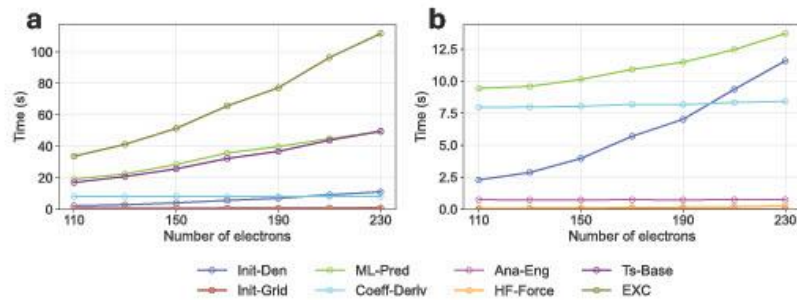 a
b
100
80
60
40
20
0
Time (s)
110
150
190
230
Number of electrons
12.5
10.0
7.5
5.0
2.5
0.0
Time (s)
110
150
190
230
Number of electrons
Init-Den
ML-Pred
Ana-Eng
Ts-Base
Init-Grid
Coeff-Deriv
HF-Force
EXC